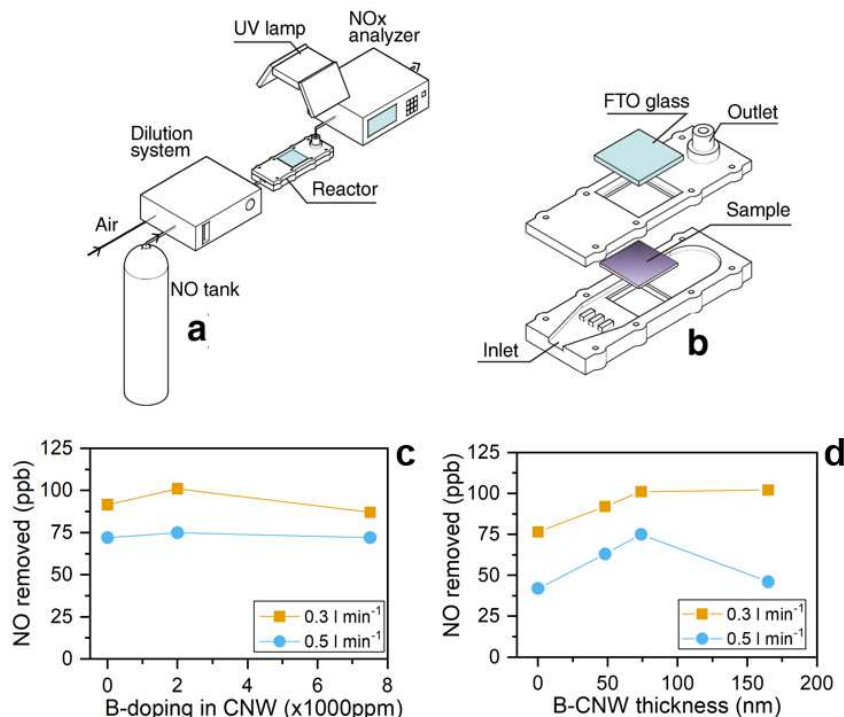 NOx
analyzer
UV lamp
Dilution
system
Reactor
Air
NO tank
a
FTO glass
Outlet
Sample
Inlet
b
c
NO removed (ppb)
125
100
75
50
25
0
0.3 l min⁻¹
0.5 l min⁻¹
0 2 4 6 8
B-doping in CNW (x1000ppm)
d
NO removed (ppb)
125
100
75
50
25
0
0.3 l min⁻¹
0.5 l min⁻¹
0 50 100 150 200
B-CNW thickness (nm)